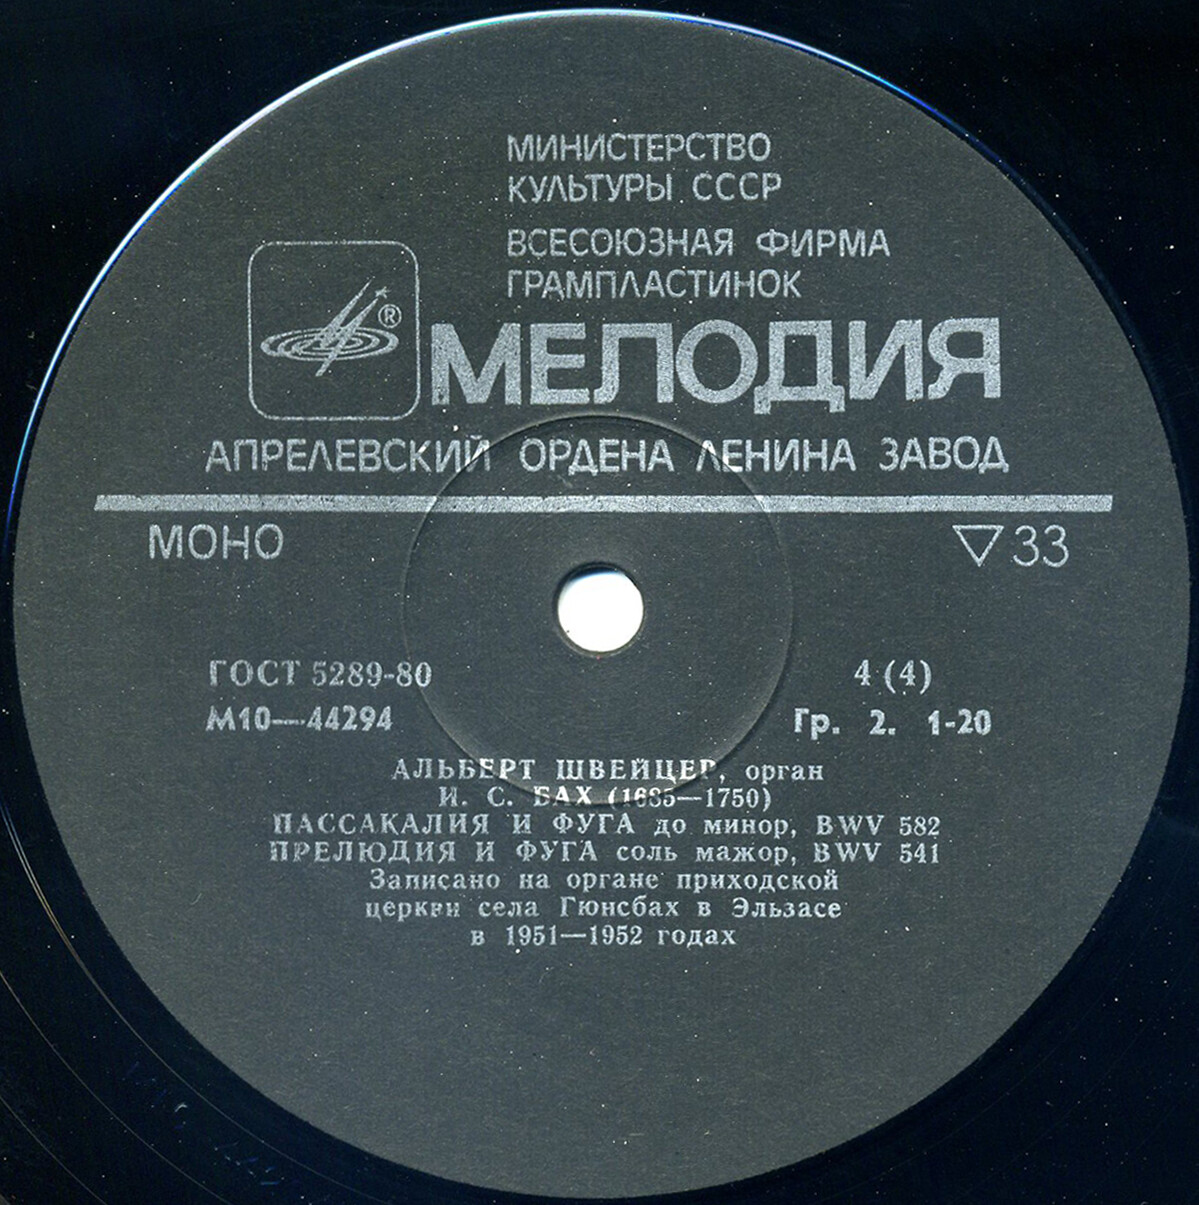 МИНИСТЕРСТВО
КУЛЬТУРЫ СССР
ВСЕСОЮЗНАЯ ФИРМА
ГРАМПЛАСТИНОК
®
МЕЛОДИЯ
АПРЕЛЕВСКИЙ ОРДЕНА ЛЕНИНА ЗАВОД
МОНО ▽33
ГОСТ 5289-80 4 (4)
М10—44294 Гр. 2. 1-20
АЛЬБЕРТ ШВЕЙЦЕР, орган
И. С. БАХ (1685—1750)
ПАССАКАЛИЯ И ФУГА до минор, BWV 582
ПРЕЛЮДИЯ И ФУГА соль мажор, BWV 541
Записано на органе приходской
церкви села Гюнсбах в Эльзасе
в 1951—1952 годах